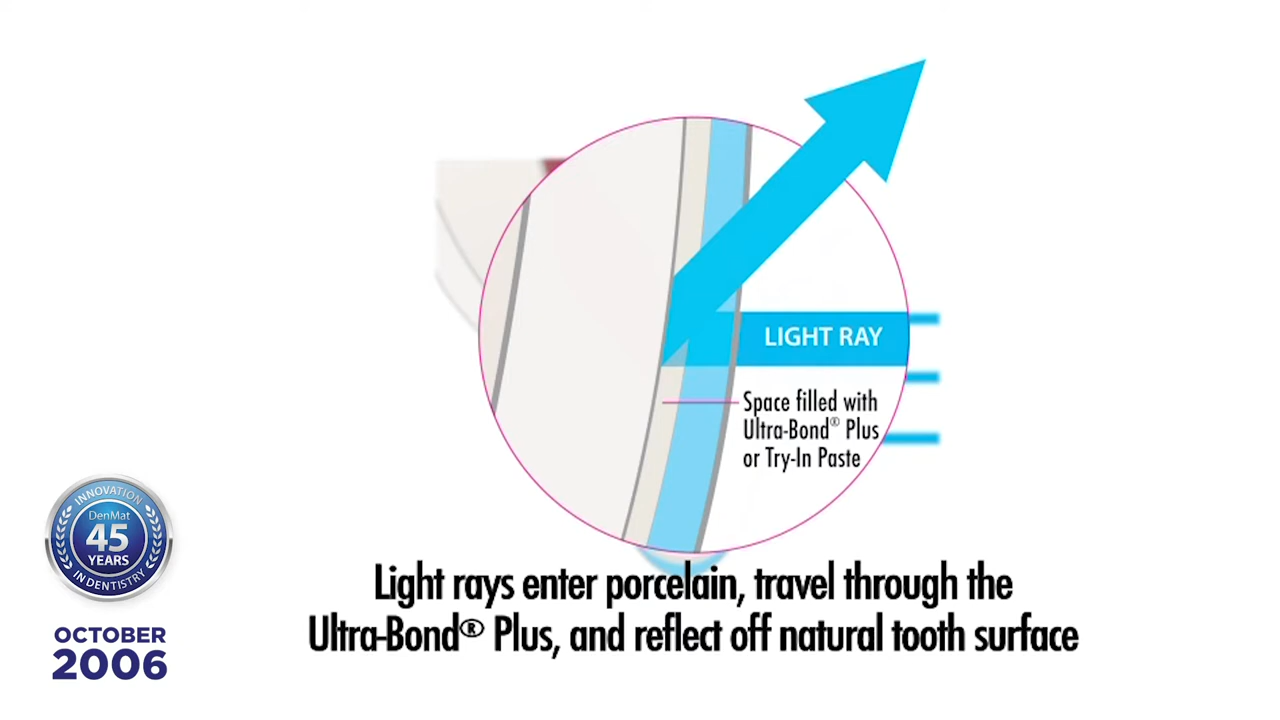 LIGHT RAY
Space filled with
Ultra-Bond® Plus
or Try-In Paste
INNOVATION
DenMat
45
YEARS
IN DENTISTRY
OCTOBER
2006
Light rays enter porcelain, travel through the
Ultra-Bond® Plus, and reflect off natural tooth surface